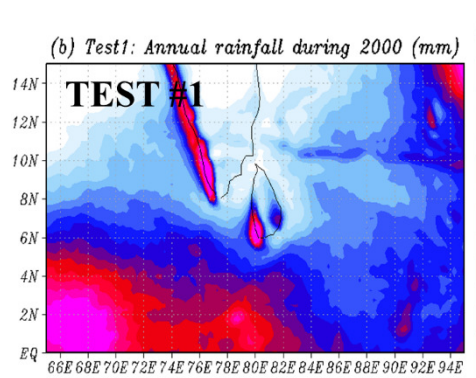 (b) Test1: Annual rainfall during 2000 (mm)
TEST #1
14N
12N
10N
8N
6N
4N
2N
EQ
66E 68E 70E 72E 74E 76E 78E 80E 82E 84E 86E 88E 90E 92E 94E